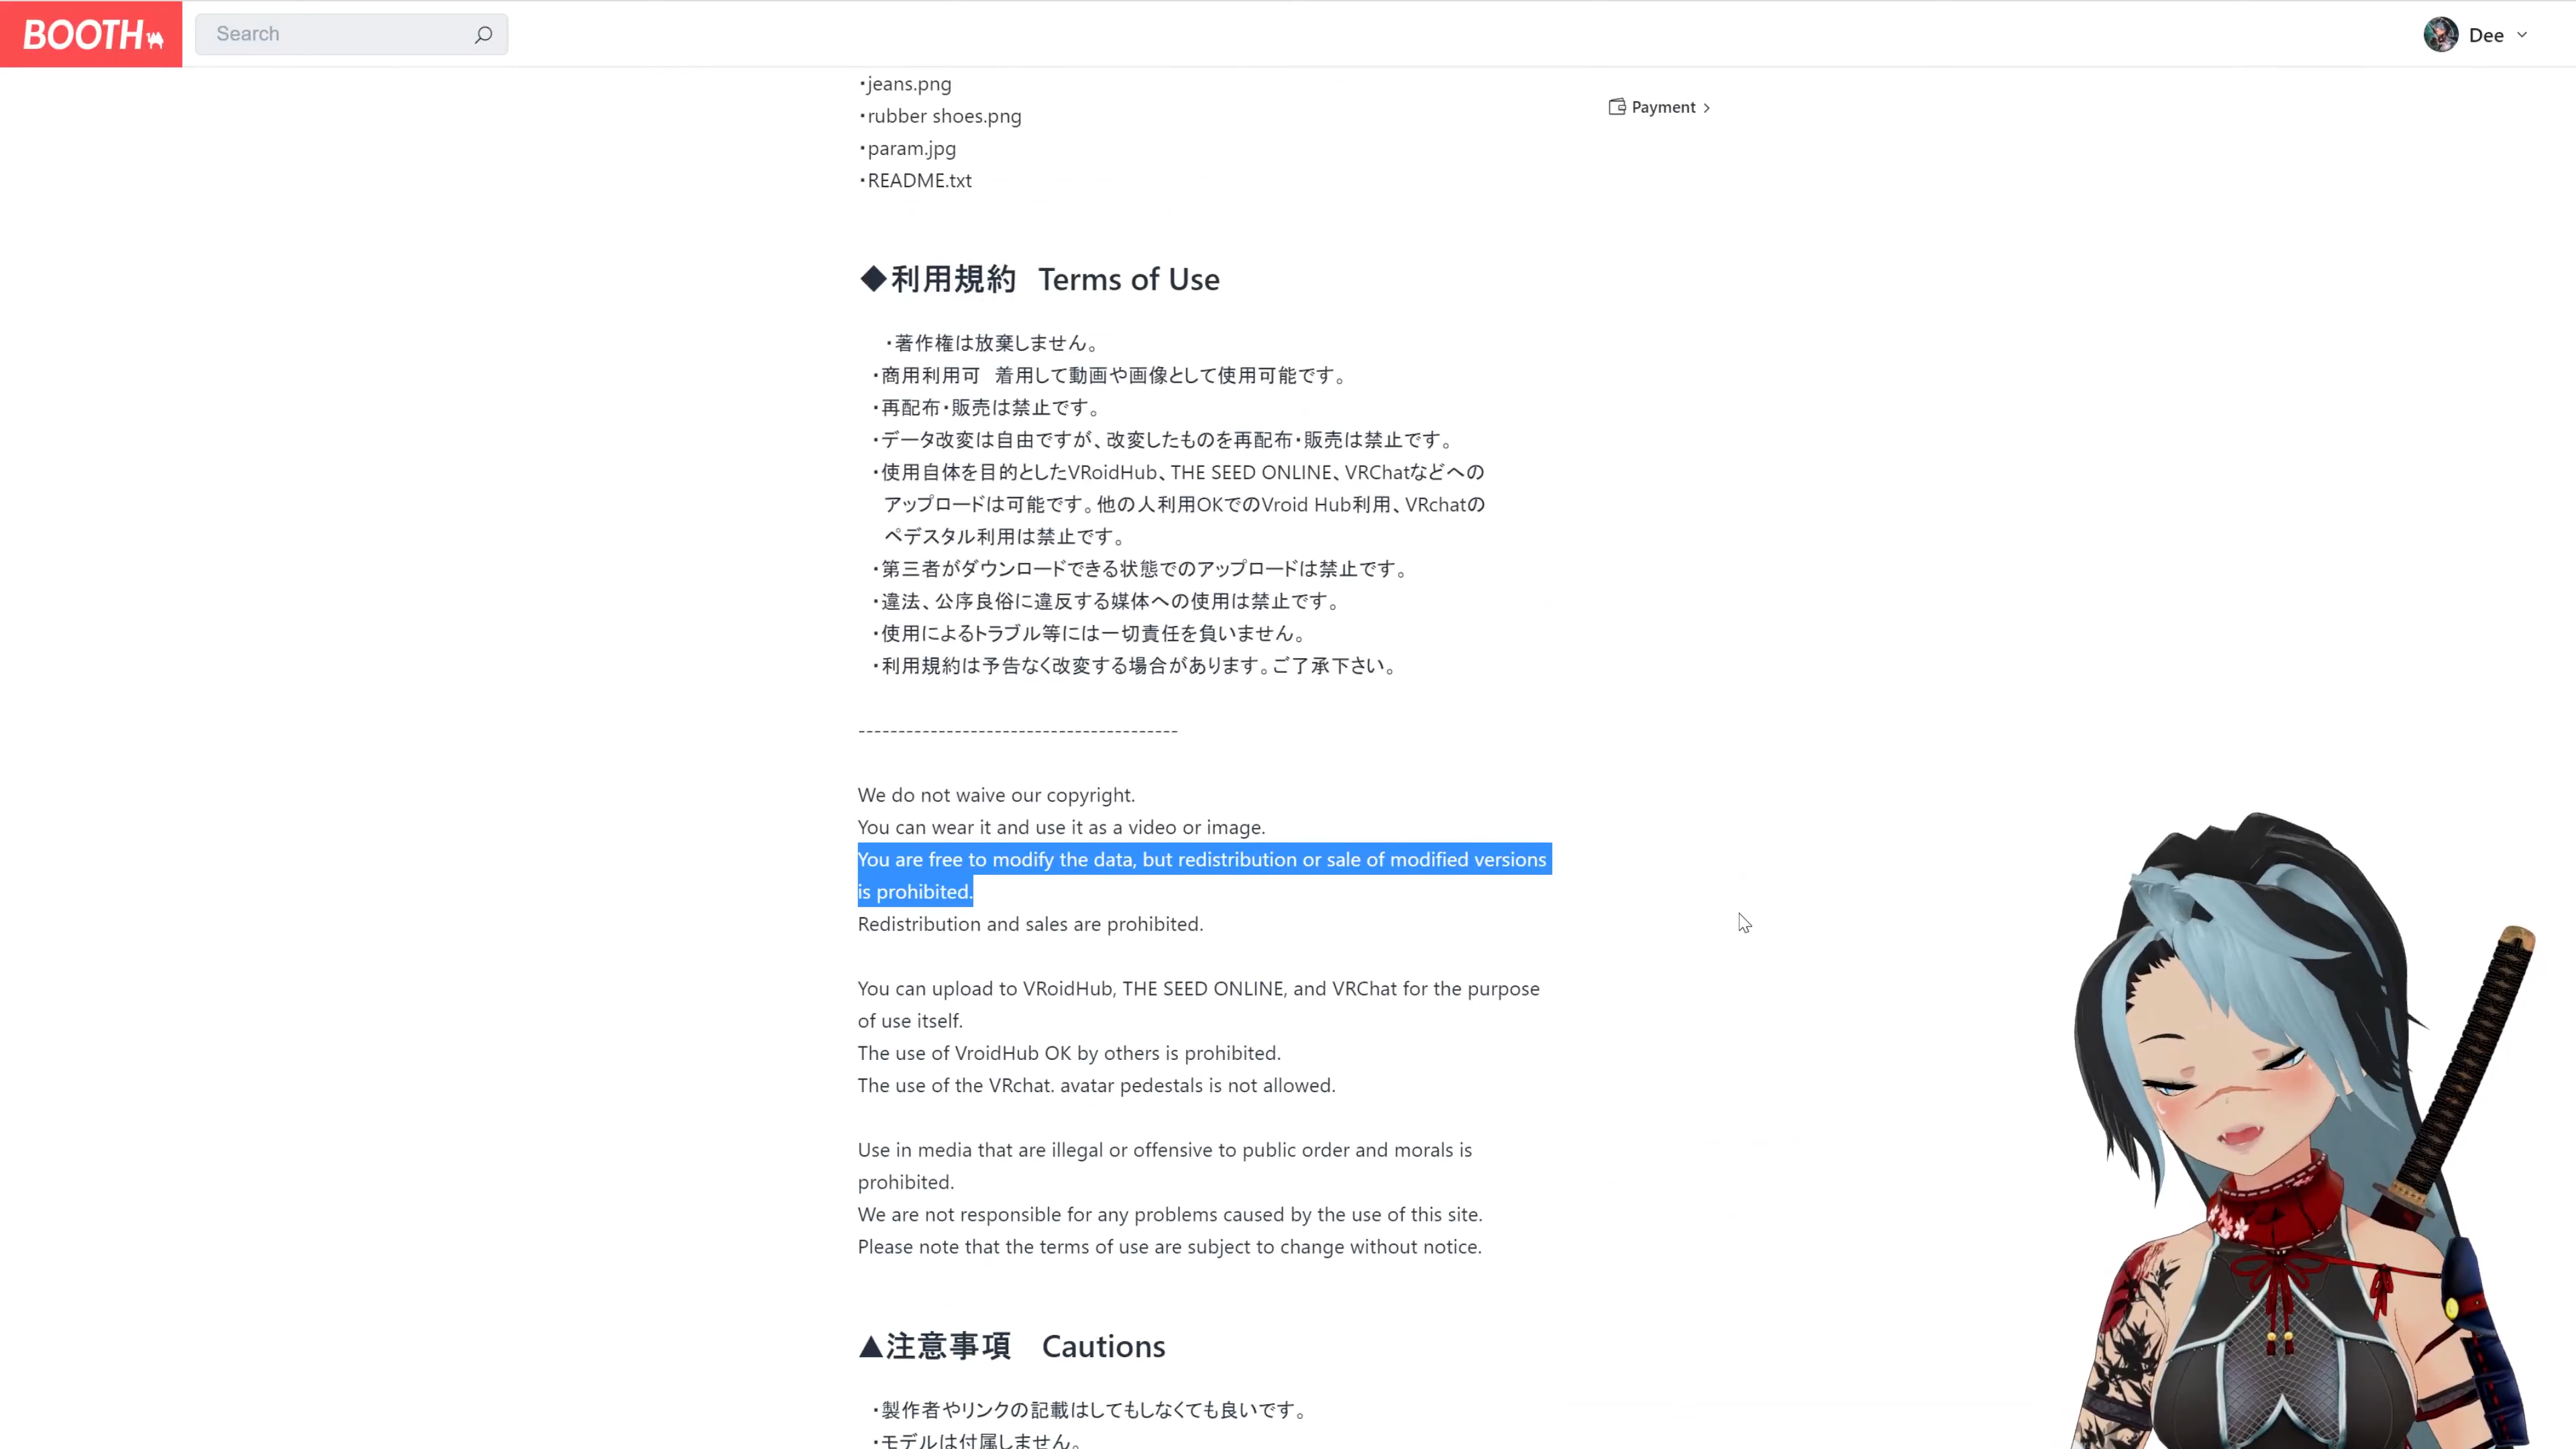 BOOTH
Search
Dee
・jeans.png
Payment
・rubber shoes.png
・param.jpg
・README.txt
◆利用規約　Terms of Use
・著作権は放棄しません。
・商用利用可　着用して動画や画像として使用可能です。
・再配布・販売は禁止です。
・データ改変は自由ですが、改変したものを再配布・販売は禁止です。
・使用自体を目的としたVRoidHub、THE SEED ONLINE、VRChatなどへの
アップロードは可能です。他の人利用OKでのVroid Hub利用、VRchatの
ペデスタル利用は禁止です。
・第三者がダウンロードできる状態でのアップロードは禁止です。
・違法、公序良俗に違反する媒体への使用は禁止です。
・使用によるトラブル等には一切責任を負いません。
・利用規約は予告なく改変する場合があります。ご了承下さい。
----------------------------------------
We do not waive our copyright.
You can wear it and use it as a video or image.
You are free to modify the data, but redistribution or sale of modified versions
is prohibited.
Redistribution and sales are prohibited.
You can upload to VRoidHub, THE SEED ONLINE, and VRChat for the purpose
of use itself.
The use of VroidHub OK by others is prohibited.
The use of the VRchat. avatar pedestals is not allowed.
Use in media that are illegal or offensive to public order and morals is
prohibited.
We are not responsible for any problems caused by the use of this site.
Please note that the terms of use are subject to change without notice.
▲注意事項　Cautions
・製作者やリンクの記載はしてもしなくても良いです。
・モデルは付属しません。